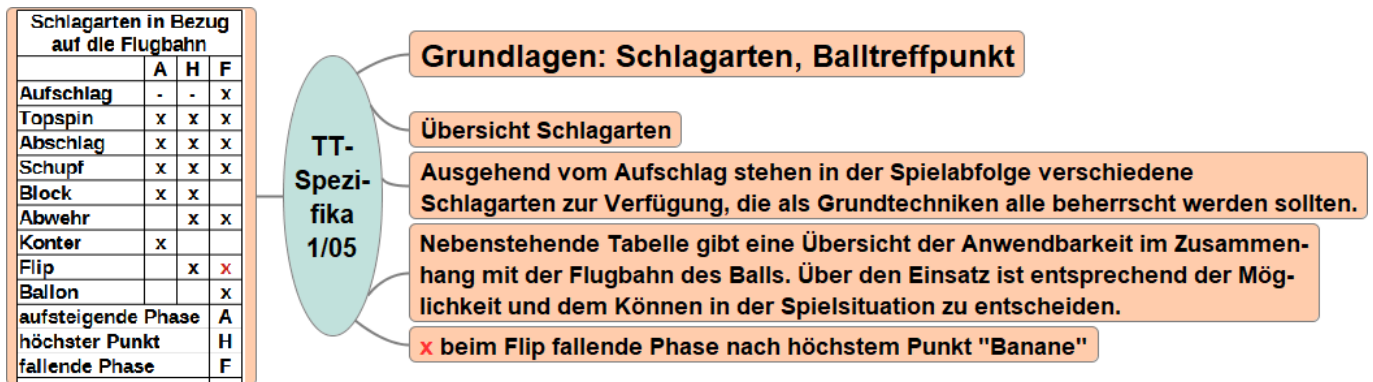 Schlagarten in Bezug
auf die Flugbahn
A H F
Aufschlag - - x
Topspin x x x
Abschlag x x x
Schupf x x x
Block x x
Abwehr x x
Konter x
Flip x x
Ballon x
aufsteigende Phase A
höchster Punkt H
fallende Phase F
TT-
Spezi-
fika
1/05
Grundlagen: Schlagarten, Balltreffpunkt
Übersicht Schlagarten
Ausgehend vom Aufschlag stehen in der Spielabfolge verschiedene
Schlagarten zur Verfügung, die als Grundtechniken alle beherrscht werden sollten.
Nebenstehende Tabelle gibt eine Übersicht der Anwendbarkeit im Zusammen-
hang mit der Flugbahn des Balls. Über den Einsatz ist entsprechend der Mög-
lichkeit und dem Können in der Spielsituation zu entscheiden.
x beim Flip fallende Phase nach höchstem Punkt "Banane"